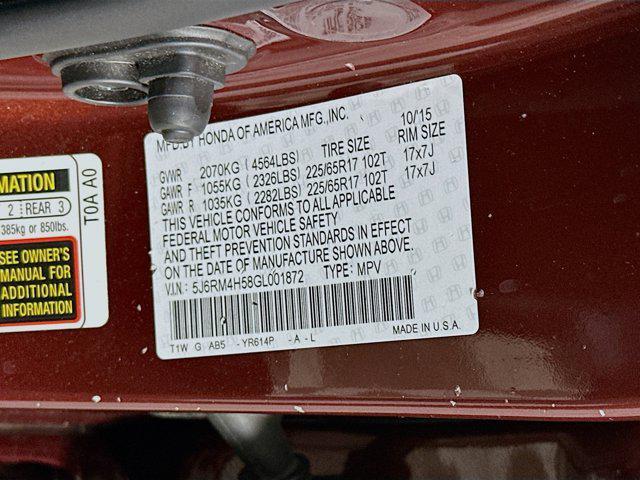 MFD.BY HONDA OF AMERICA MFG.,INC. 10/15
TIRE SIZE RIM SIZE
GVWR 2070KG ( 4564LBS)
GAWR F 1055KG ( 2326LBS) 225/65R17 102T 17x7J
GAWR R 1035KG ( 2282LBS) 225/65R17 102T 17x7J
THIS VEHICLE CONFORMS TO ALL APPLICABLE
FEDERAL MOTOR VEHICLE SAFETY
AND THEFT PREVENTION STANDARDS IN EFFECT
ON THE DATE OF MANUFACTURE SHOWN ABOVE.
V.I.N: 5J6RM4H58GL001872 TYPE: MPV
T1W G AB5 -YR614P -A -L MADE IN U.S.A.
MATION
2 REAR 3
385kg or 850lbs.
SEE OWNER'S
MANUAL FOR
ADDITIONAL
INFORMATION
T0A A0